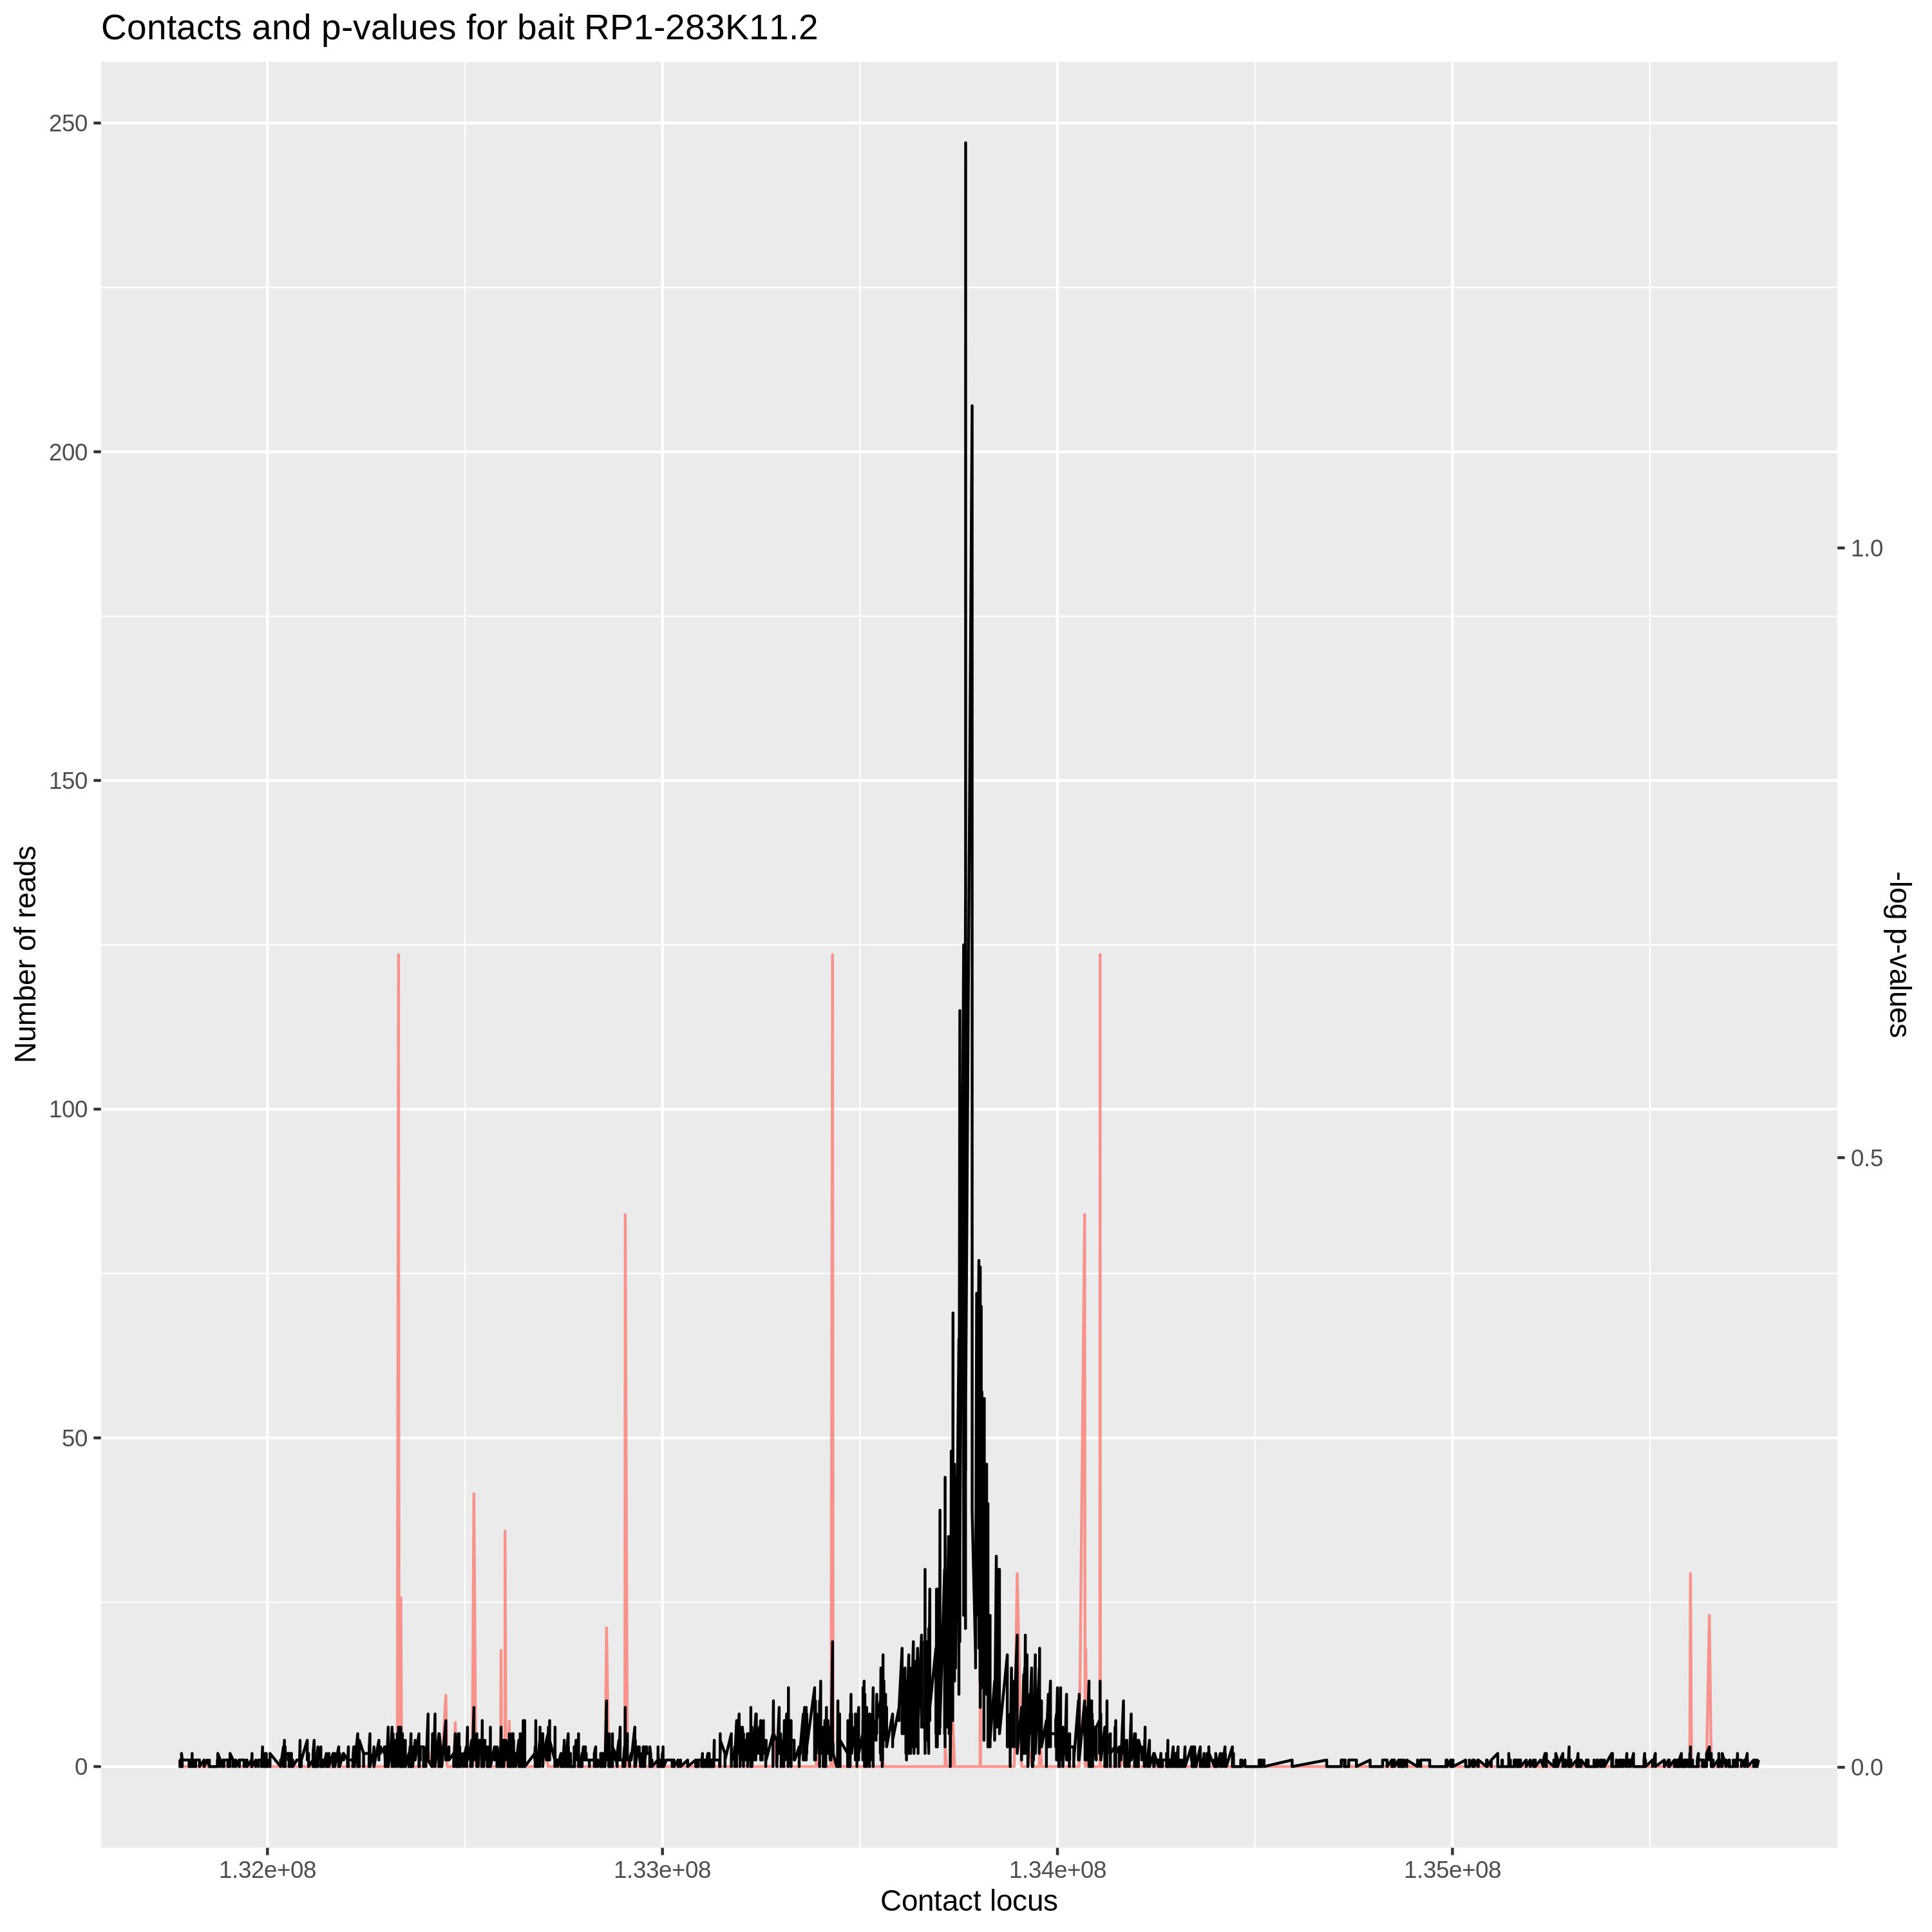 Contacts and p-values for bait RP1-283K11.2
250
200
150
100
50
0
Number of reads
1.0
0.5
0.0
-log p-values
1.32e+08
1.33e+08
1.34e+08
1.35e+08
Contact locus